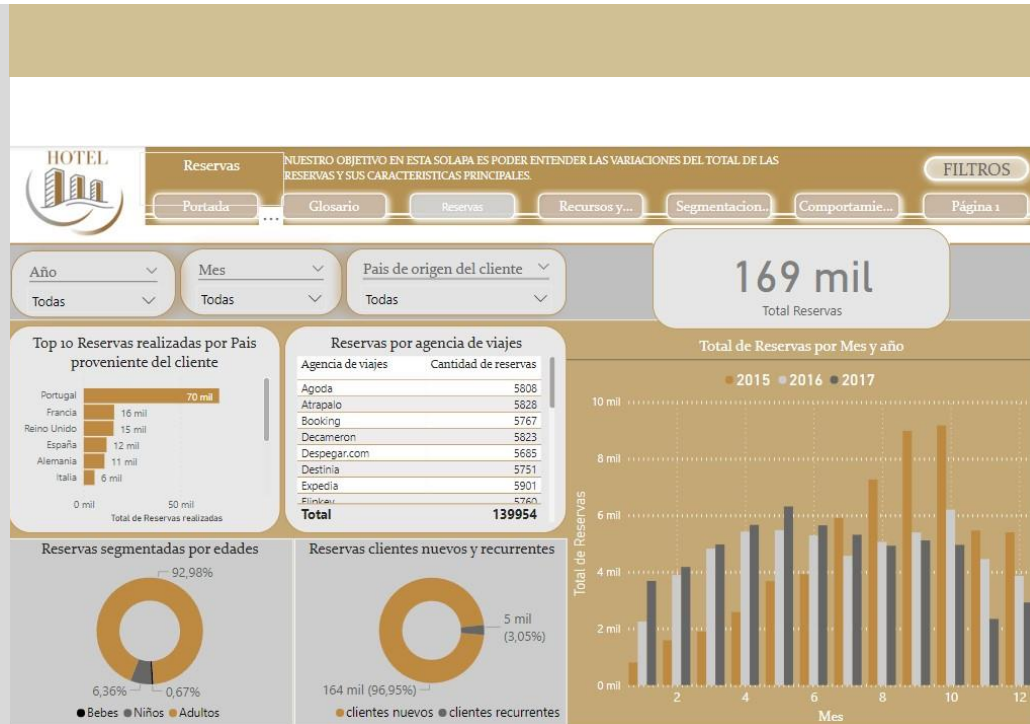 HOTEL
Reservas
NUESTRO OBJETIVO EN ESTA SOLAPA ES PODER ENTENDER LAS VARIACIONES DEL TOTAL DE LAS
RESERVAS Y SUS CARACTERISTICAS PRINCIPALES.
FILTROS
Portada
...
Glosario
Reservas
Recursos y...
Segmentacion...
Comportamie...
Página 1
Año
Todas
Mes
Todas
Pais de origen del cliente
Todas
169 mil
Total Reservas
Top 10 Reservas realizadas por Pais
proveniente del cliente
Portugal 70 mil
Francia 16 mil
Reino Unido 15 mil
España 12 mil
Alemania 11 mil
Italia 6 mil
0 mil 50 mil
Total de Reservas realizadas
Reservas por agencia de viajes
Agencia de viajes Cantidad de reservas
Agoda 5808
Atrapalo 5828
Booking 5767
Decameron 5823
Despegar.com 5685
Destinia 5751
Expedia 5901
Flipkey 5760
Total 139954
Total de Reservas por Mes y año
2015 2016 2017
10 mil
8 mil
6 mil
4 mil
2 mil
0 mil
Total de Reservas
2 4 6 8 10 12
Mes
Reservas segmentadas por edades
92,98%
6,36% 0,67%
Bebes Niños Adultos
Reservas clientes nuevos y recurrentes
5 mil
(3,05%)
164 mil (96,95%)
clientes nuevos clientes recurrentes